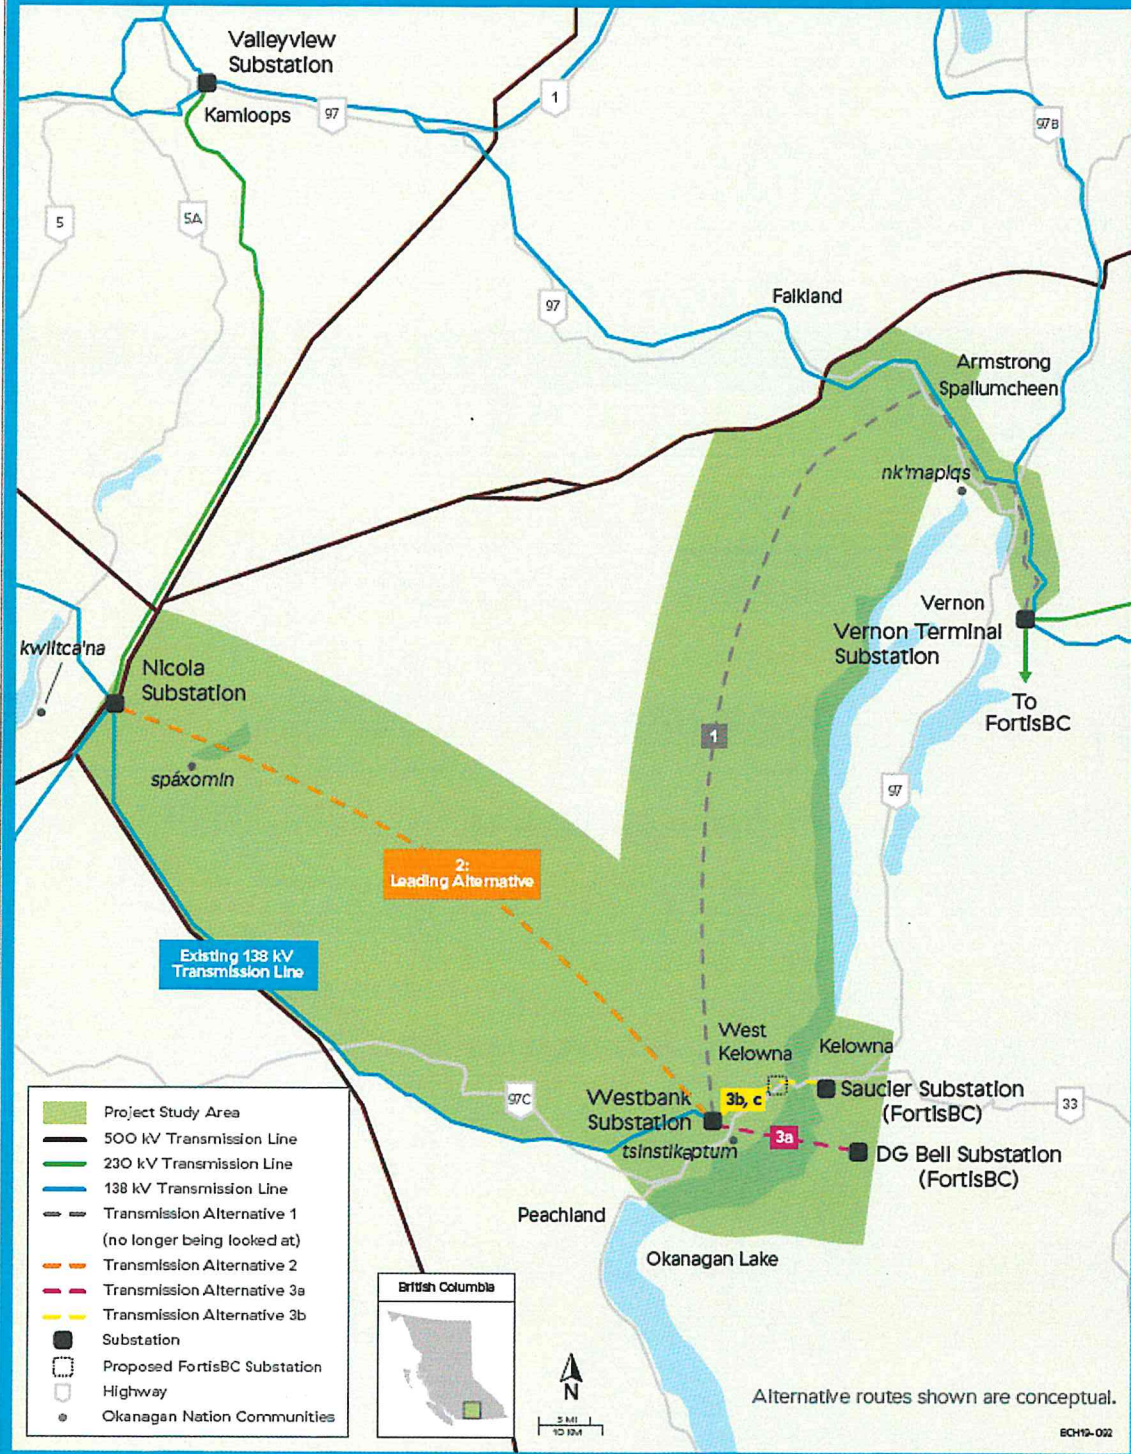 Valleyview
Substation
Kamloops
97
1
97B
5
5A
97
Falkland
Armstrong
Spallumcheen
nk'maplqs
Vernon
Vernon Terminal
Substation
To
FortisBC
kwiitca'na
Nicola
Substation
spáxomin
1
97
2:
Leading Alternative
Existing 138 kV
Transmission Line
West
Kelowna
Kelowna
Westbank
Substation
3b, c
Saucier Substation
(FortisBC)
97C
33
tsinstikaptum
3a
DG Bell Substation
(FortisBC)
Peachland
Okanagan Lake
Project Study Area
500 kV Transmission Line
230 kV Transmission Line
138 kV Transmission Line
Transmission Alternative 1
(no longer being looked at)
Transmission Alternative 2
Transmission Alternative 3a
Transmission Alternative 3b
Substation
Proposed FortisBC Substation
Highway
Okanagan Nation Communities
British Columbia
N
5 MI
10 KM
Alternative routes shown are conceptual.
BCH19-092